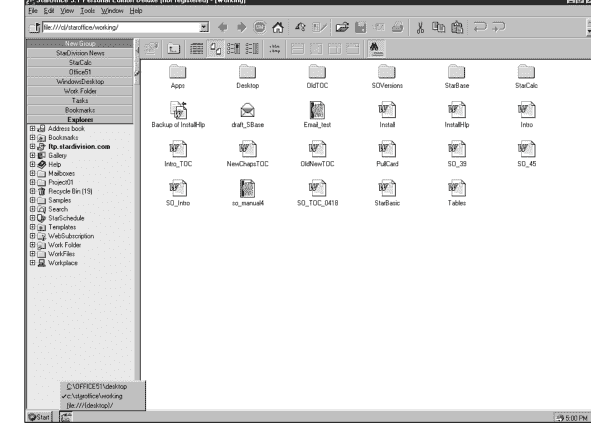 StarOffice 5.1 Personal Edition Deluxe (not registered) - [Working]
File Edit View Tools Window Help
file:///c|/staroffice/working/
New Group
StarDivision News
StarCalc
Office51
WindowsDesktop
Work Folder
Tasks
Bookmarks
Explorer
Address book
Bookmarks
ftp.stardivision.com
Gallery
Help
Mailboxes
Project01
Recycle Bin (19)
Samples
Search
StarSchedule
Templates
WebSubscription
Work Folder
WorkFiles
Workplace
Apps Desktop OldTOC SOVersions StarBase StarCalc
Backup of InstallHlp draft_SBase Email_test Install InstallHlp Intro
Intro_TOC NewChapsTOC OldNewTOC PullCard SO_39 SO_45
SO_Intro so_manual4 SO_TOC_0418 StarBasic Tables
C:\OFFICE51\desktop
c:\staroffice\working
file:///{desktop}/
Start
5:00 PM